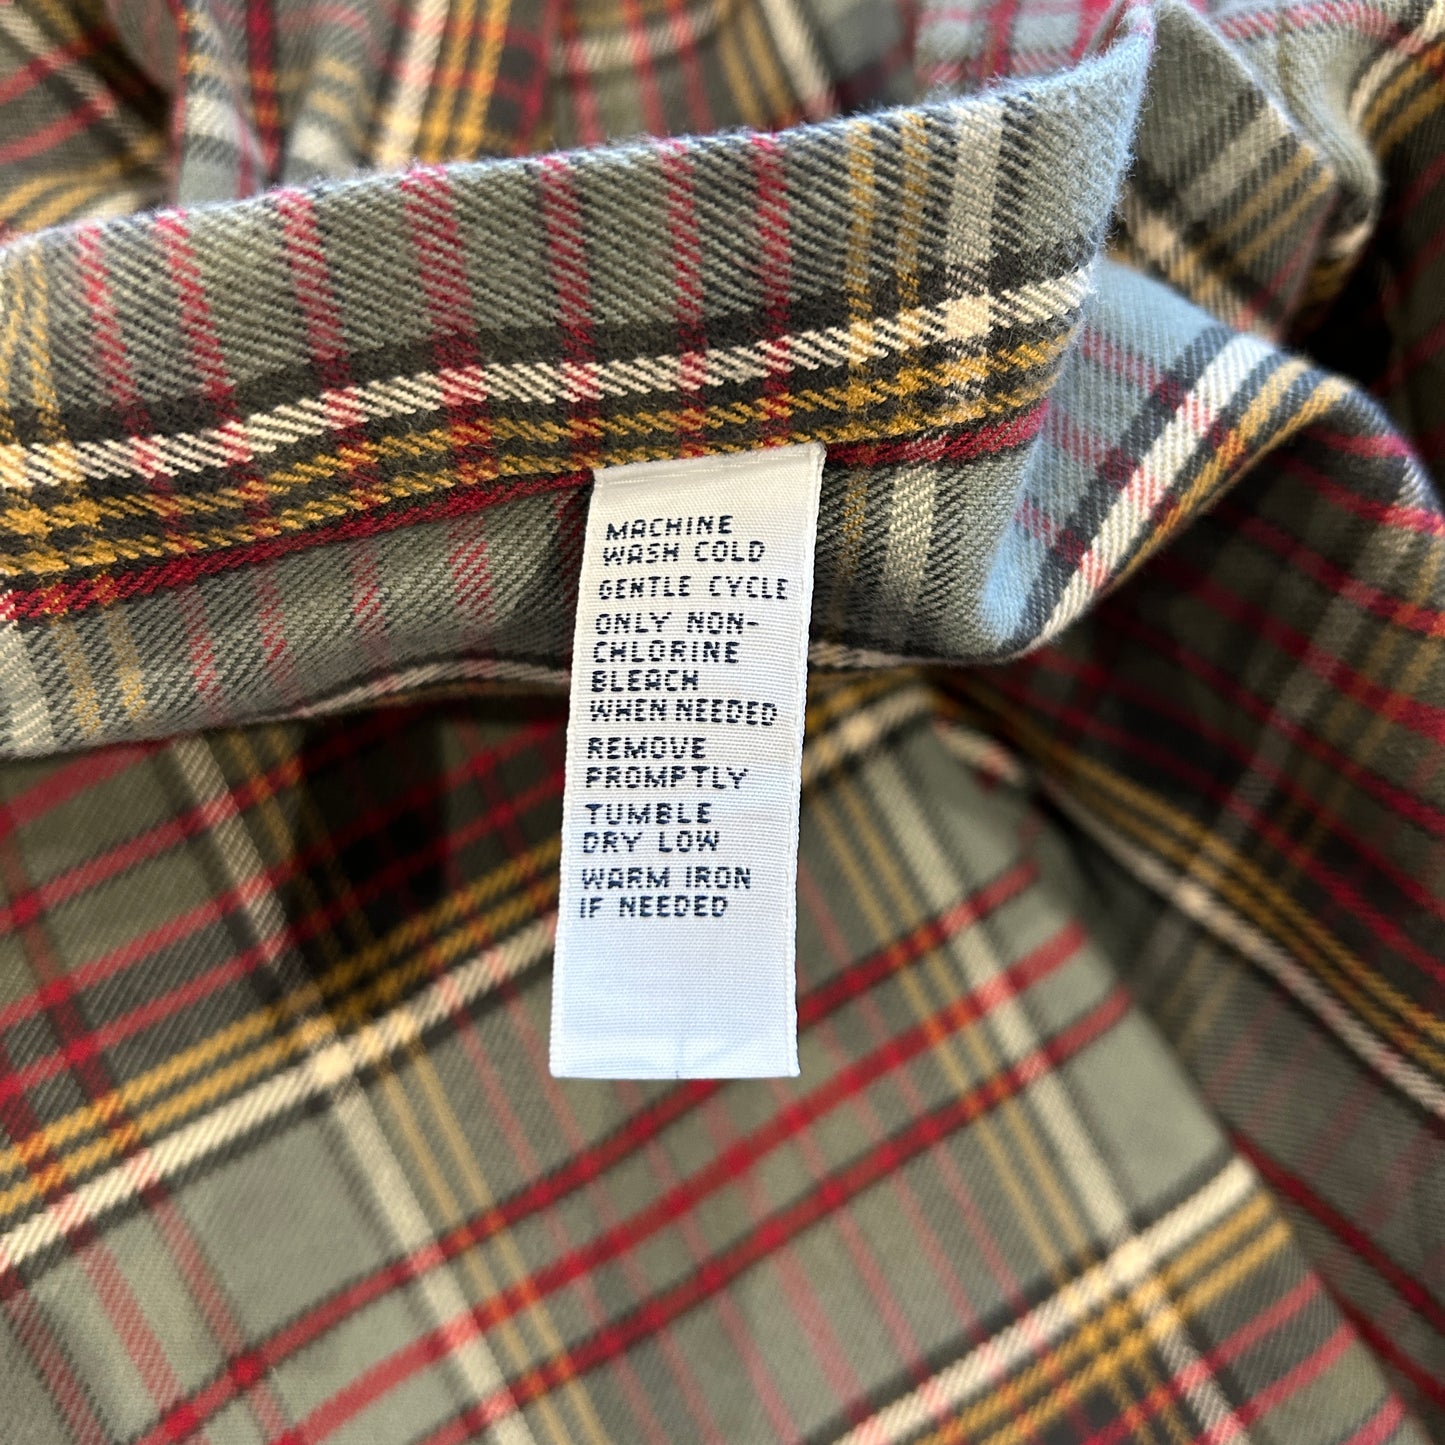 MACHINE
WASH COLD
GENTLE CYCLE
ONLY NON-
CHLORINE
BLEACH
WHEN NEEDED
REMOVE
PROMPTLY
TUMBLE
DRY LOW
WARM IRON
IF NEEDED